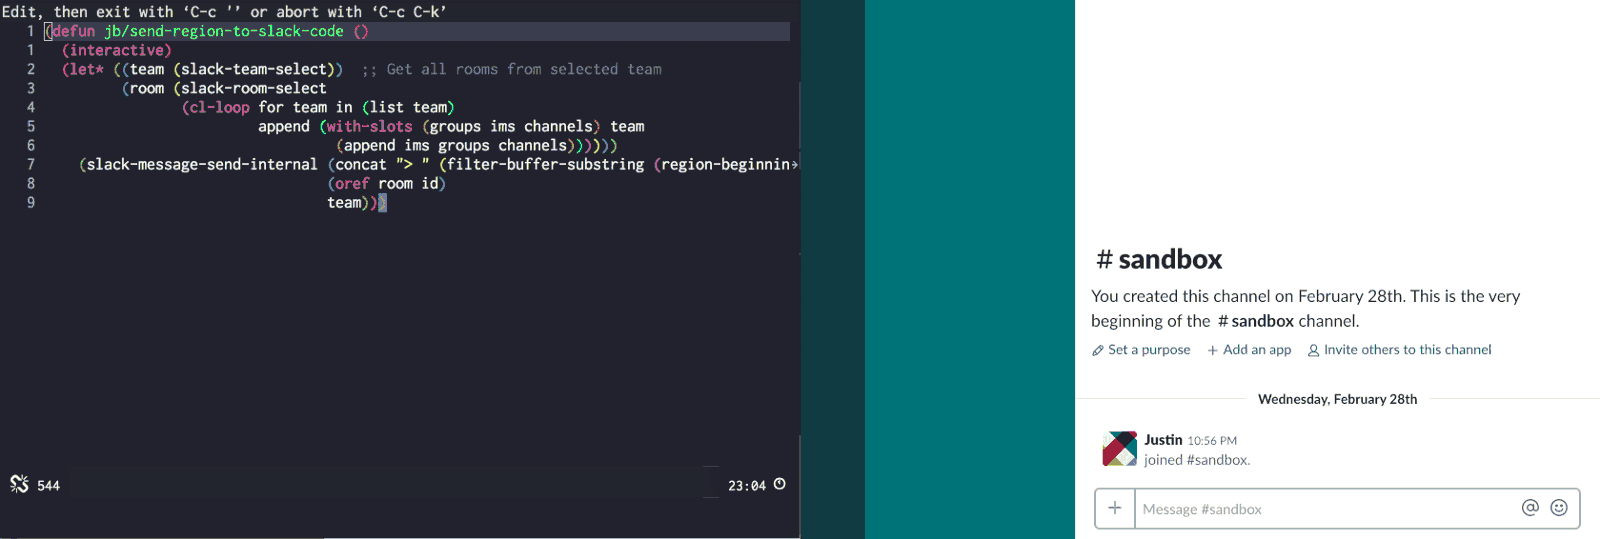 Edit, then exit with ‘C-c '’ or abort with ‘C-c C-k’
1 (defun jb/send-region-to-slack-code ()
1 (interactive)
2 (let* ((team (slack-team-select)) ;; Get all rooms from selected team
3 (room (slack-room-select
4 (cl-loop for team in (list team)
5 append (with-slots (groups ims channels) team
6 (append ims groups channels))))))
7 (slack-message-send-internal (concat "> " (filter-buffer-substring (region-beginnin→
8 (oref room id)
9 team)))
544
23:04
# sandbox
You created this channel on February 28th. This is the very
beginning of the # sandbox channel.
Set a purpose + Add an app Invite others to this channel
Wednesday, February 28th
Justin 10:56 PM
joined #sandbox.
+ Message #sandbox @